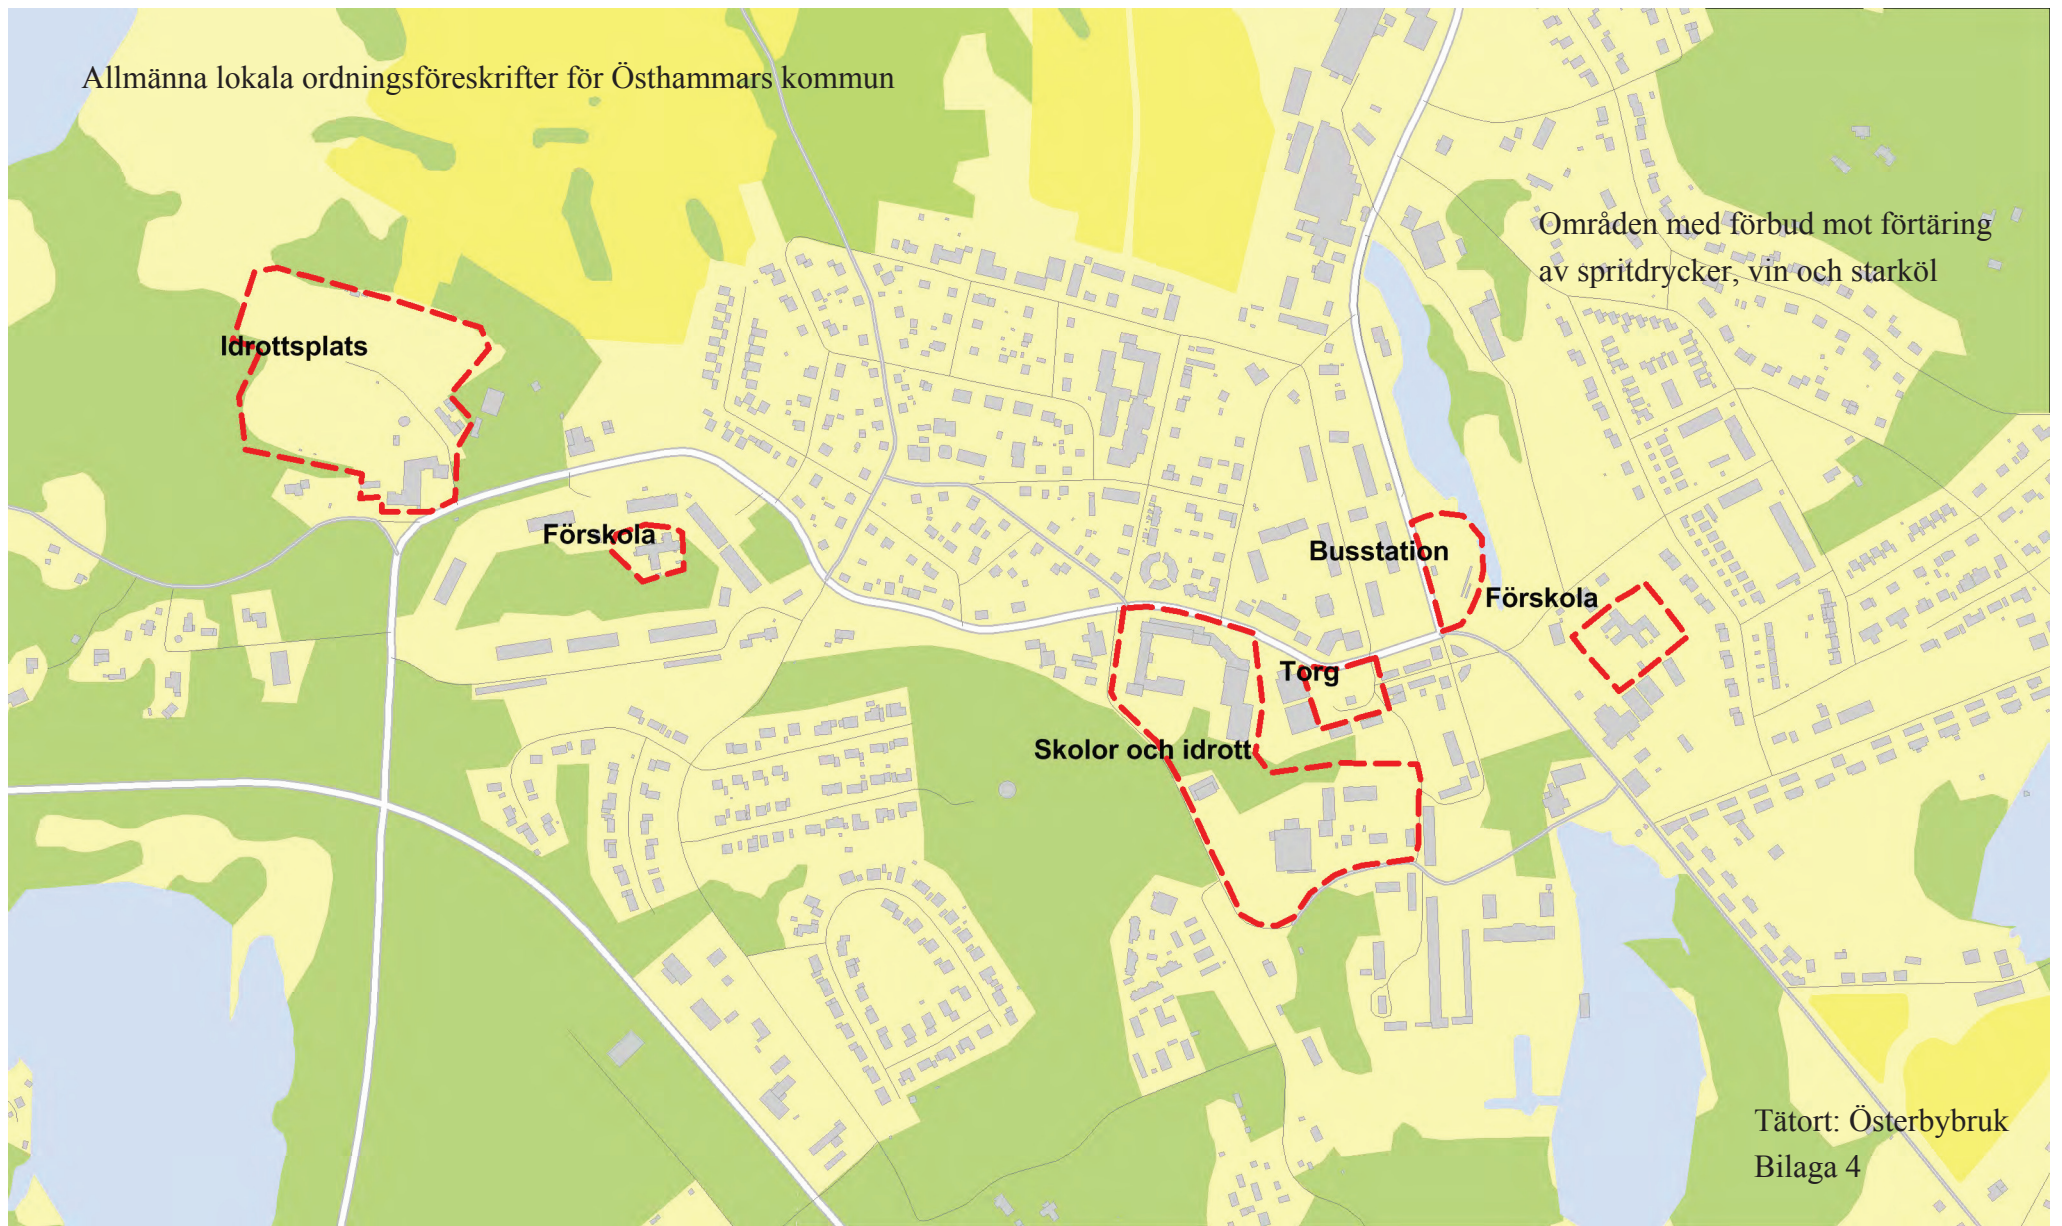 Allmänna lokala ordningsföreskrifter för Östhammars kommun
Områden med förbud mot förtäring
av spritdrycker, vin och starköl
Idrottsplats
Förskola
Busstation
Förskola
Torg
Skolor och idrott
Tätort: Österbybruk
Bilaga 4